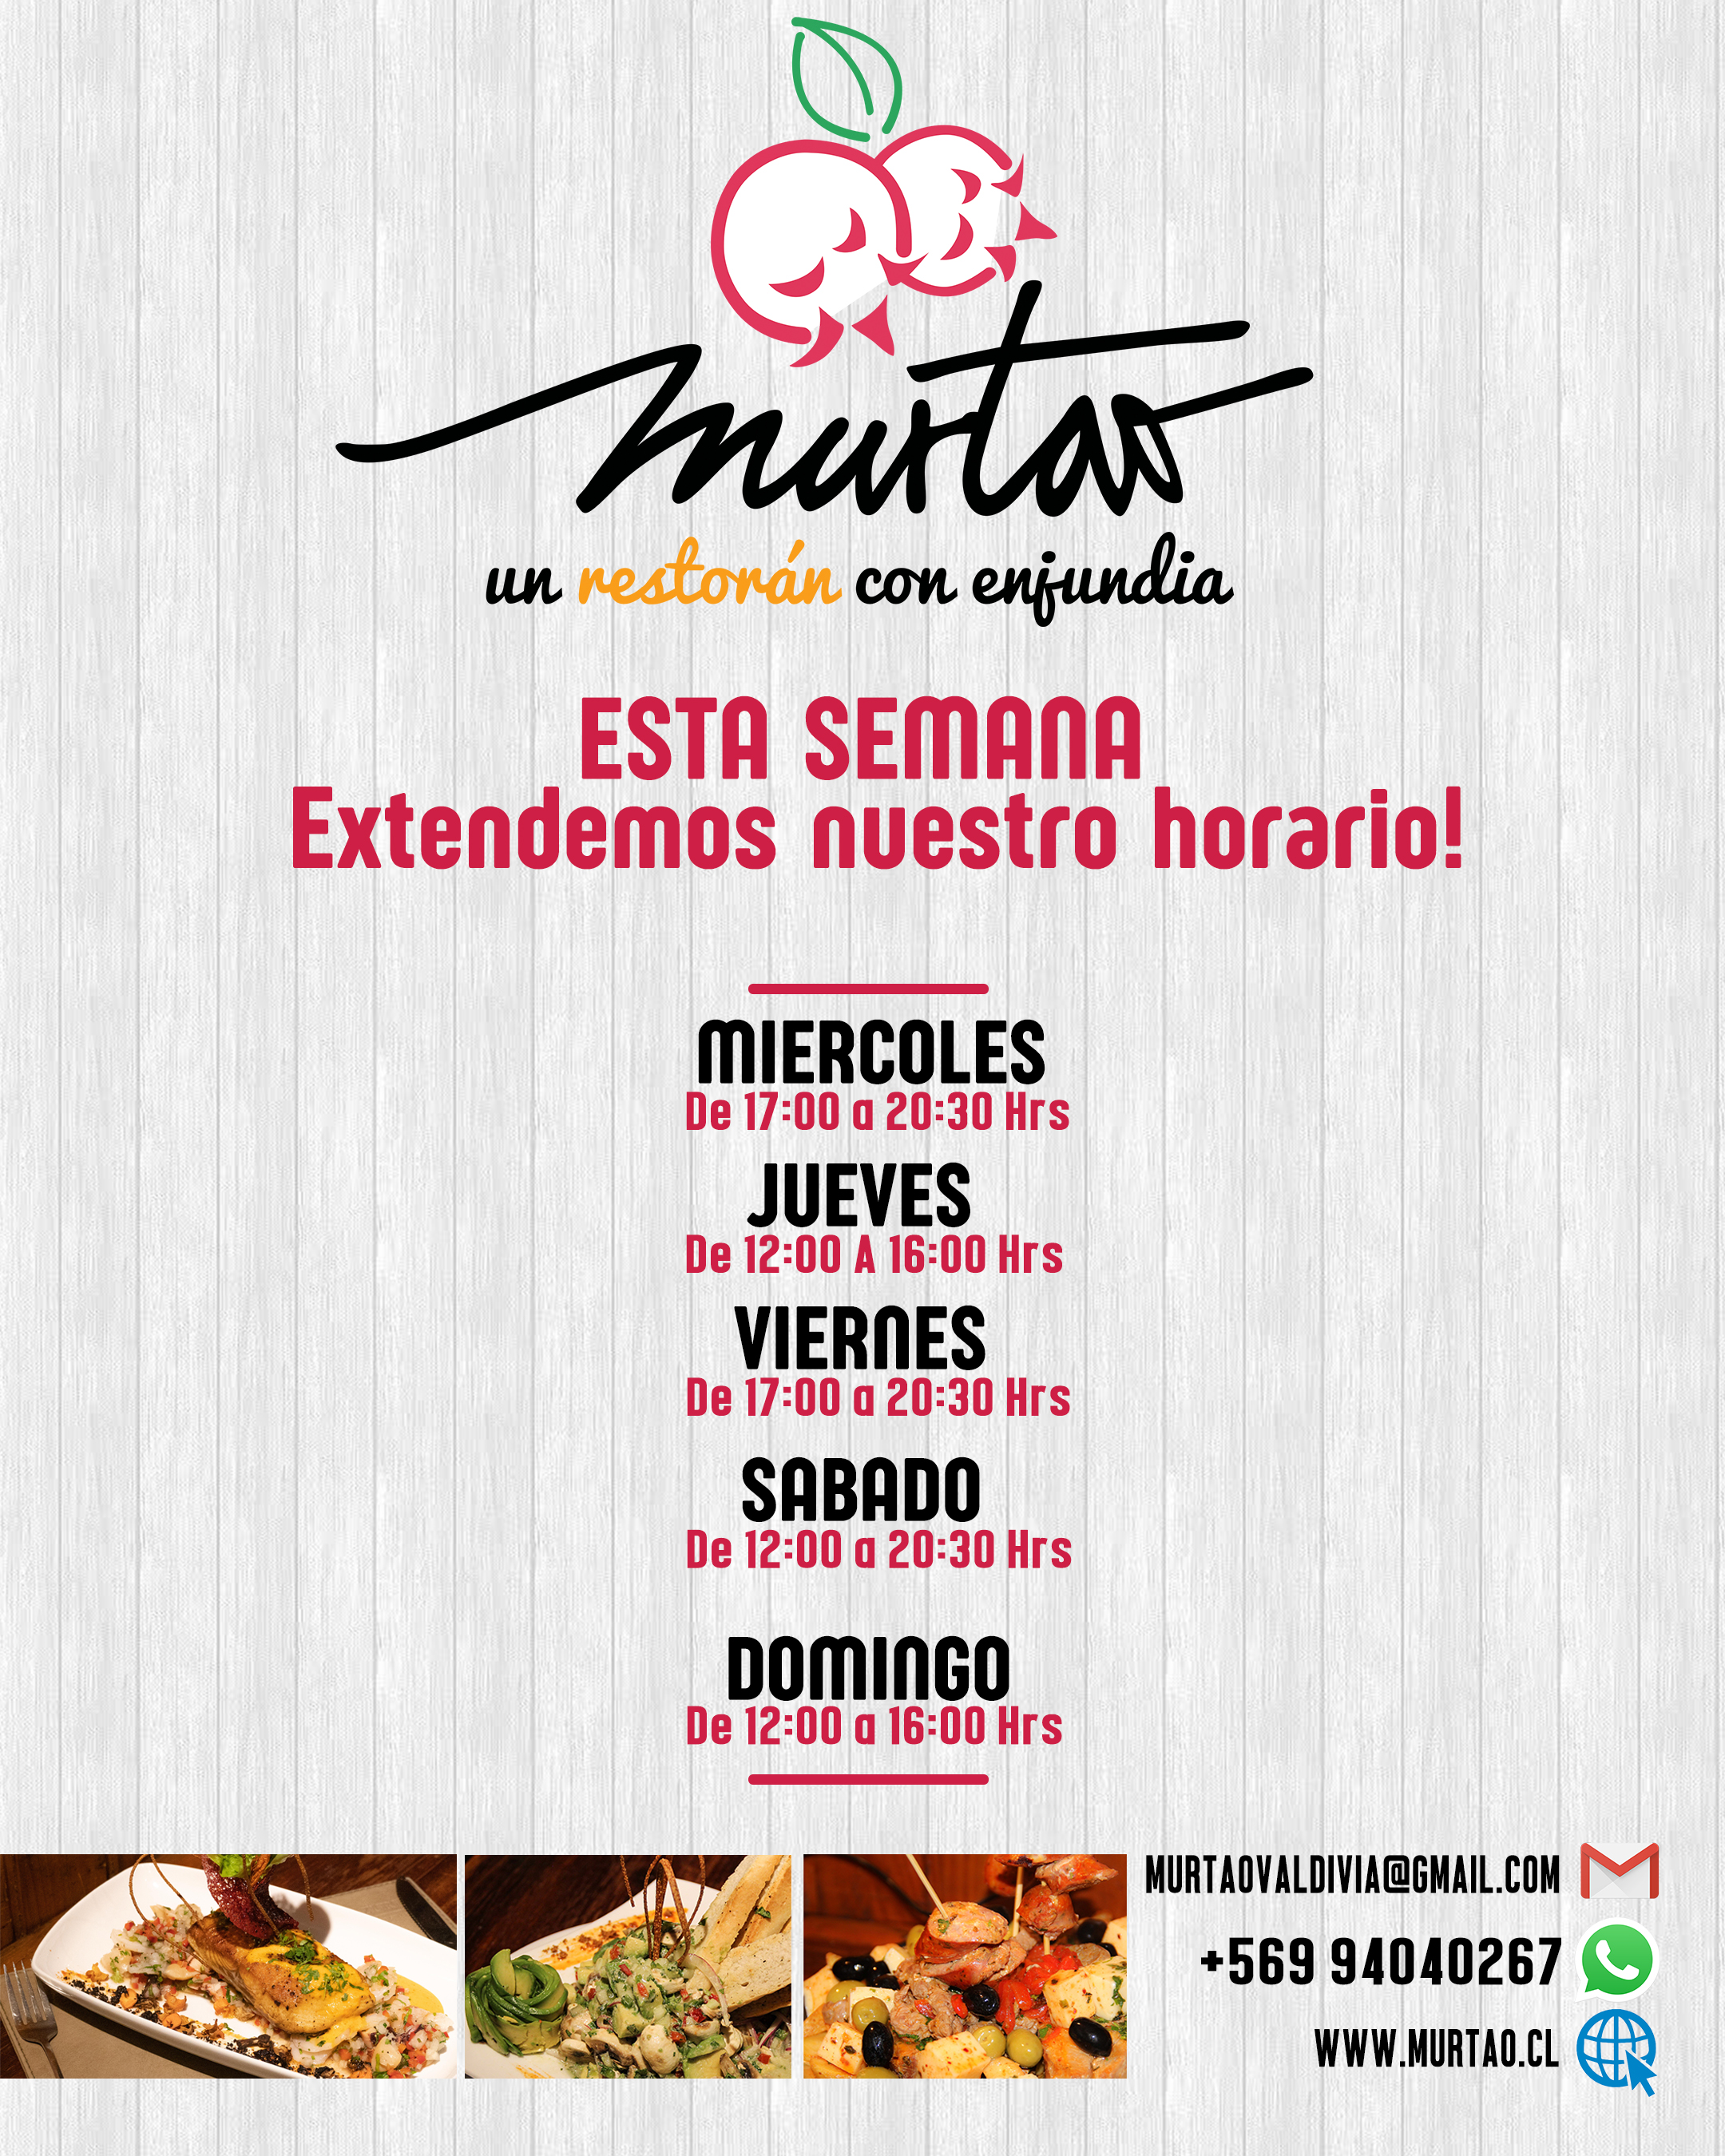 murtao
un restorán con enjundia
ESTA SEMANA
Extendemos nuestro horario!
MIERCOLES
De 17:00 a 20:30 Hrs
JUEVES
De 12:00 A 16:00 Hrs
VIERNES
De 17:00 a 20:30 Hrs
SABADO
De 12:00 a 20:30 Hrs
DOMINGO
De 12:00 a 16:00 Hrs
MURTAOVALDIVIA@GMAIL.COM
+569 94040267
WWW.MURTAO.CL